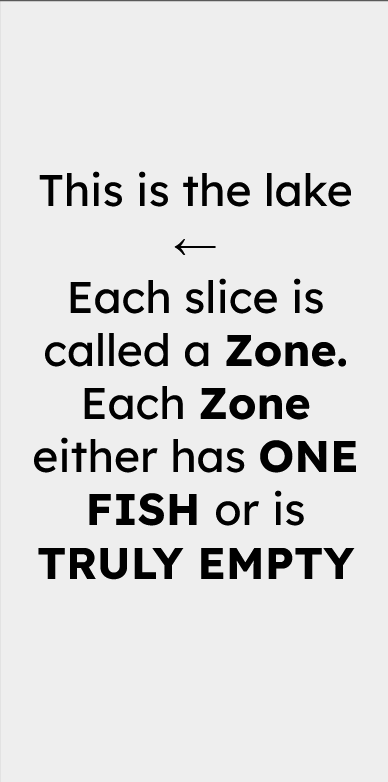 This is the lake
←
Each slice is
called a Zone.
Each Zone
either has ONE
FISH or is
TRULY EMPTY